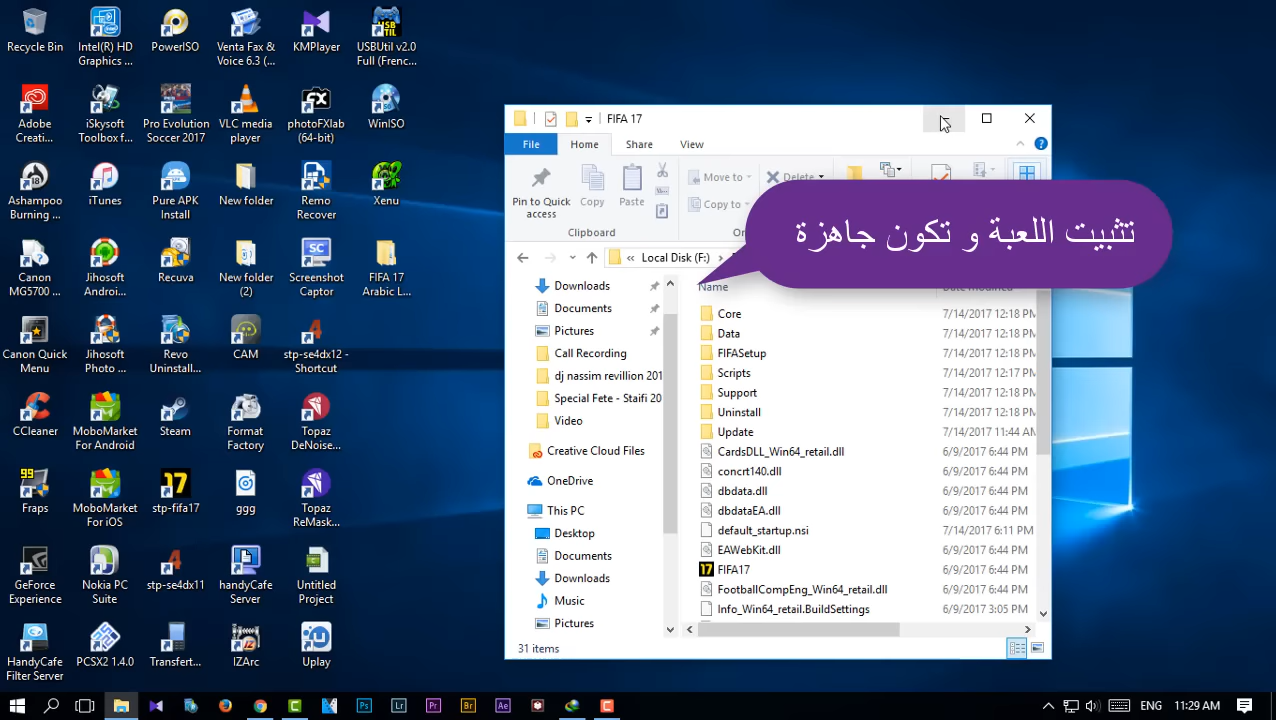 Recycle Bin
Intel(R) HD Graphics ...
PowerISO
Venta Fax & Voice 6.3 (...
KMPlayer
USBUtil v2.0 Full (Frenc...
Adobe Creati...
iSkysoft Toolbox f...
Pro Evolution Soccer 2017
VLC media player
photoFXlab (64-bit)
WinISO
Ashampoo Burning ...
iTunes
Pure APK Install
New folder
Remo Recover
Xenu
Canon MG5700 ...
Jihosoft Androi...
Recuva
New folder (2)
Screenshot Captor
FIFA 17 Arabic L...
Canon Quick Menu
Jihosoft Photo ...
Revo Uninstall...
CAM
stp-se4dx12 - Shortcut
CCleaner
MoboMarket For Android
Steam
Format Factory
Topaz DeNoise...
Fraps
MoboMarket for iOS
stp-fifa17
ggg
Topaz ReMask...
GeForce Experience
Nokia PC Suite
stp-se4dx11
handyCafe Server
Untitled Project
HandyCafe Filter Server
PCSX2 1.4.0
Transfert...
IZArc
Uplay
FIFA 17
File Home Share View
Pin to Quick access
Copy
Paste
Move to
Copy to
Delete
Clipboard
تثبيت اللعبة و تكون جاهزة
« Local Disk (F:) ›
Name
Date modified
Downloads
Documents
Pictures
Call Recording
dj nassim revillion 201
Special Fete - Staifi 20
Video
Creative Cloud Files
OneDrive
This PC
Desktop
Documents
Downloads
Music
Pictures
Core 7/14/2017 12:18 PM
Data 7/14/2017 12:18 PM
FIFASetup 7/14/2017 12:18 PM
Scripts 7/14/2017 12:17 PM
Support 7/14/2017 12:18 PM
Uninstall 7/14/2017 12:18 PM
Update 7/14/2017 11:44 AM
CardsDLL_Win64_retail.dll 6/9/2017 6:44 PM
concrt140.dll 6/9/2017 6:44 PM
dbdata.dll 6/9/2017 6:44 PM
dbdataEA.dll 6/9/2017 6:44 PM
default_startup.nsi 7/14/2017 6:11 PM
EAWebKit.dll 6/9/2017 6:44 PM
FIFA17 6/9/2017 6:44 PM
FootballCompEng_Win64_retail.dll 6/9/2017 6:44 PM
Info_Win64_retail.BuildSettings 6/9/2017 3:05 PM
31 items
ENG 11:29 AM